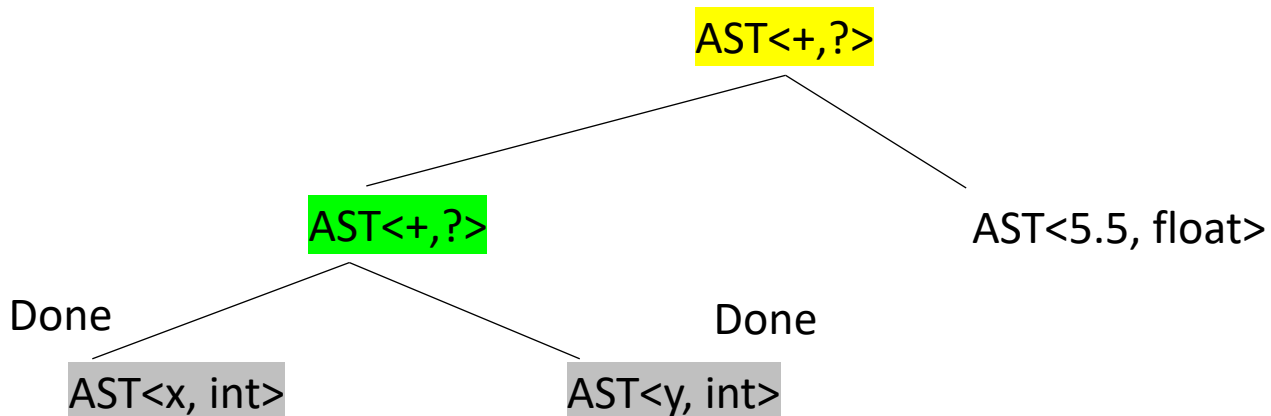 AST<+,?>
AST<+,?>
AST<5.5, float>
Done
Done
AST<x, int>
AST<y, int>